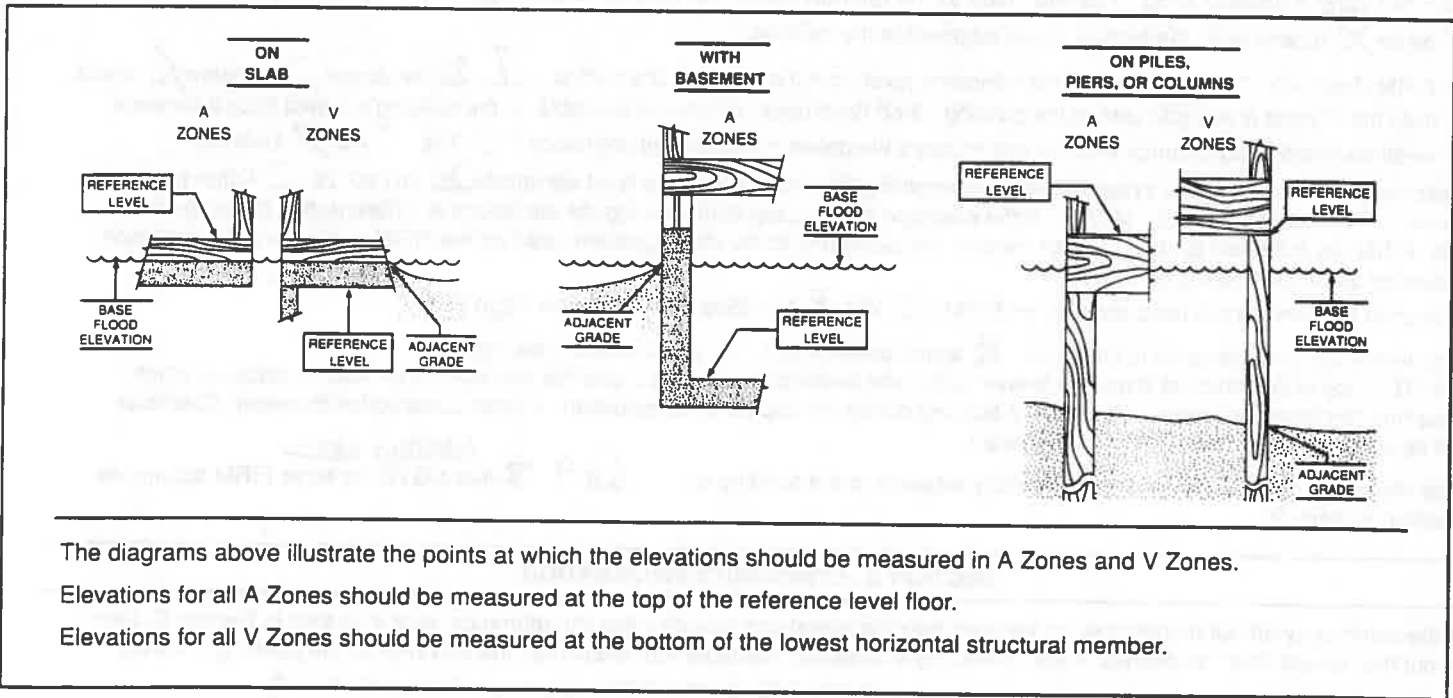 ON
SLAB
A
ZONES
V
ZONES
REFERENCE
LEVEL
BASE
FLOOD
ELEVATION
REFERENCE
LEVEL
ADJACENT
GRADE
WITH
BASEMENT
A
ZONES
BASE
FLOOD
ELEVATION
ADJACENT
GRADE
REFERENCE
LEVEL
ON PILES,
PIERS, OR COLUMNS
A
ZONES
V
ZONES
REFERENCE
LEVEL
REFERENCE
LEVEL
BASE
FLOOD
ELEVATION
ADJACENT
GRADE
The diagrams above illustrate the points at which the elevations should be measured in A Zones and V Zones.
Elevations for all A Zones should be measured at the top of the reference level floor.
Elevations for all V Zones should be measured at the bottom of the lowest horizontal structural member.